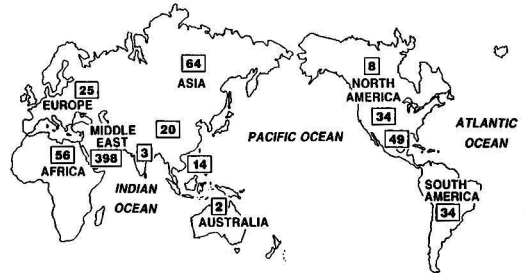 64
ASIA
8
NORTH
AMERICA
25
EUROPE
34
MIDDLE
EAST
20
PACIFIC OCEAN
49
ATLANTIC
OCEAN
56
AFRICA
398
3
14
INDIAN
OCEAN
2
AUSTRALIA
SOUTH
AMERICA
34